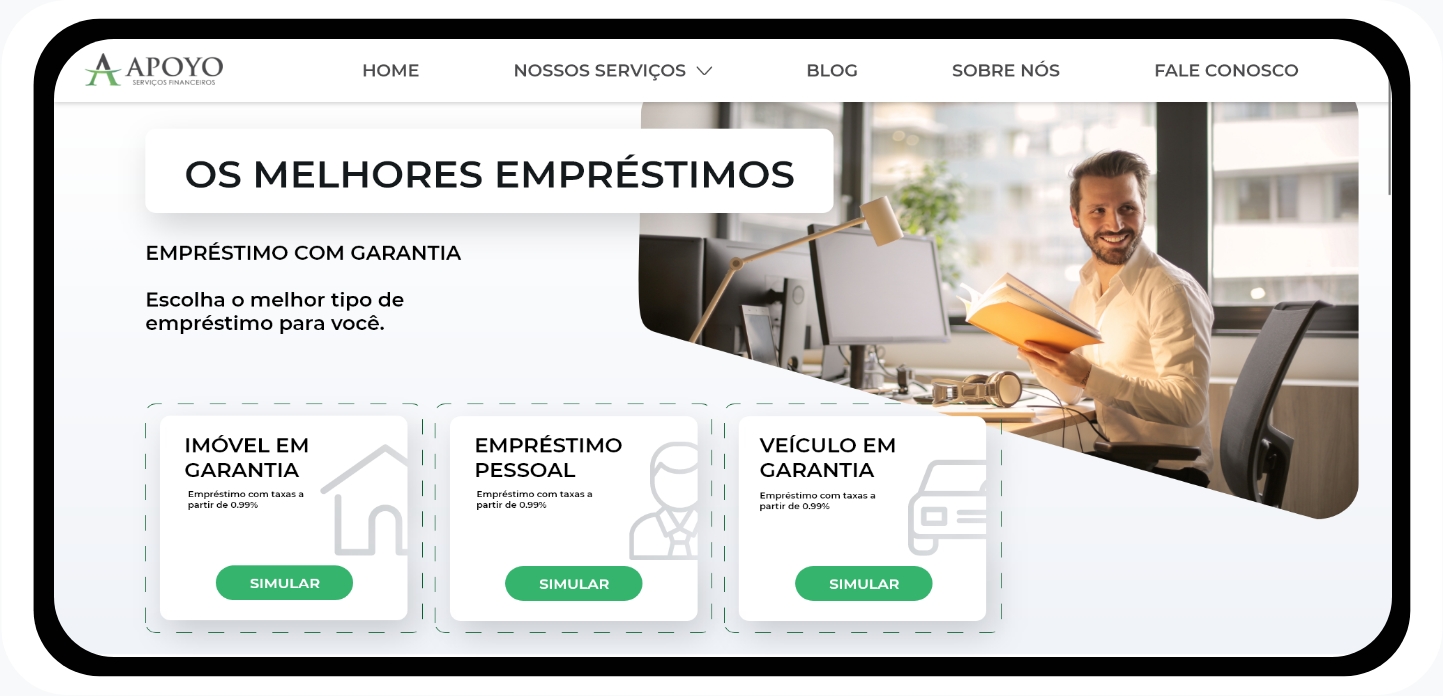 APOYO
SERVIÇOS FINANCEIROS
HOME
NOSSOS SERVIÇOS
BLOG
SOBRE NÓS
FALE CONOSCO
OS MELHORES EMPRÉSTIMOS
EMPRÉSTIMO COM GARANTIA
Escolha o melhor tipo de
empréstimo para você.
IMÓVEL EM
GARANTIA
Empréstimo com taxas a
partir de 0.99%
SIMULAR
EMPRÉSTIMO
PESSOAL
Empréstimo com taxas a
partir de 0.99%
SIMULAR
VEÍCULO EM
GARANTIA
Empréstimo com taxas a
partir de 0.99%
SIMULAR